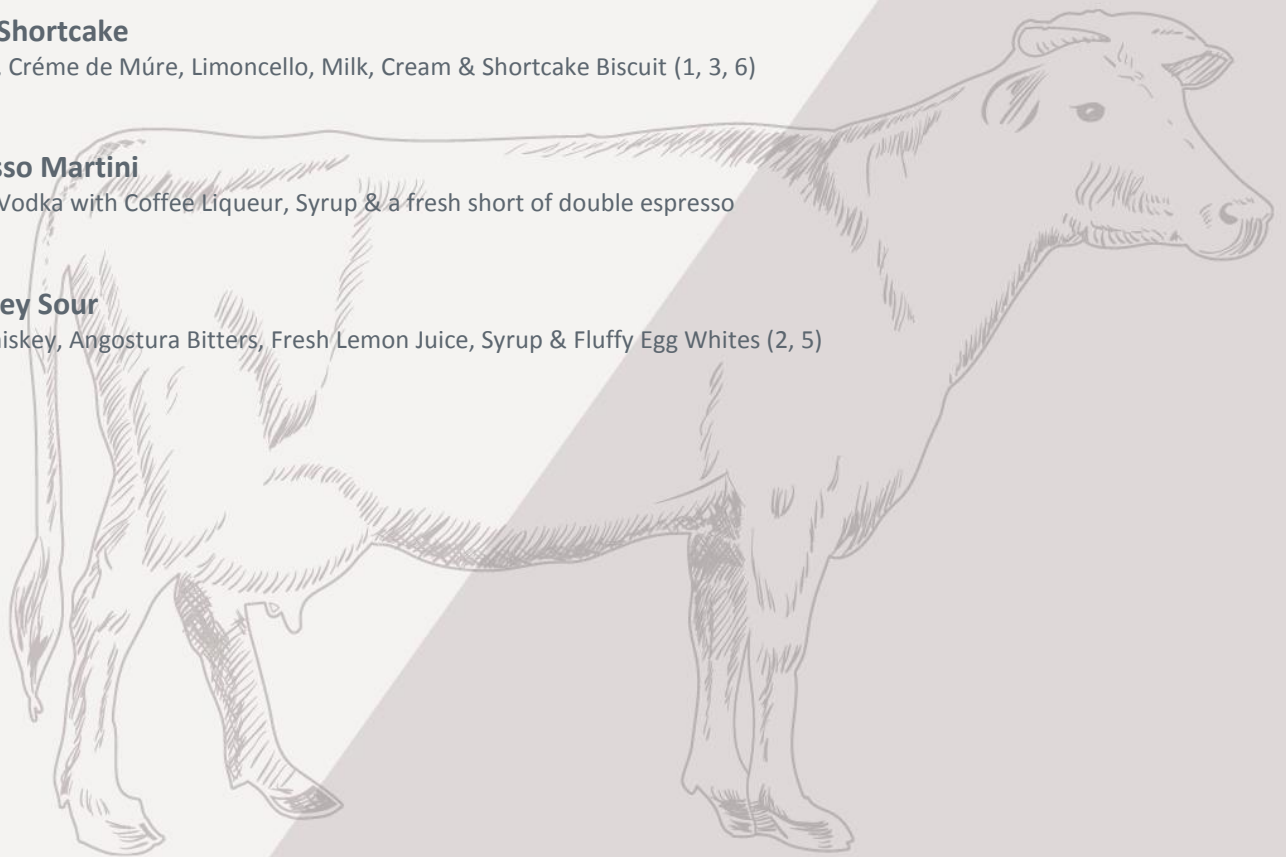 Shortcake
Créme de Múre, Limoncello, Milk, Cream & Shortcake Biscuit (1, 3, 6)
sso Martini
Vodka with Coffee Liqueur, Syrup & a fresh short of double espresso
ey Sour
iskey, Angostura Bitters, Fresh Lemon Juice, Syrup & Fluffy Egg Whites (2, 5)